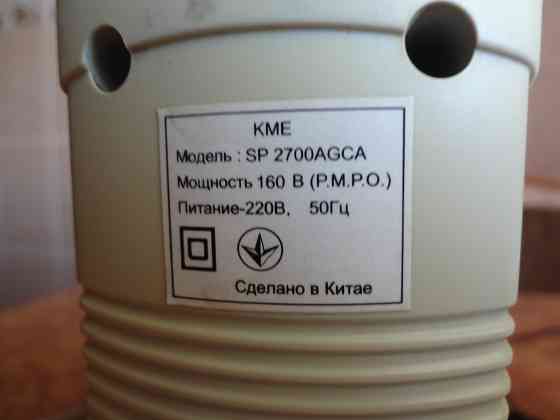 KME
Модель : SP 2700AGCA
Мощность 160 В (P.M.P.O.)
Питание-220В, 50Гц
Сделано в Китае